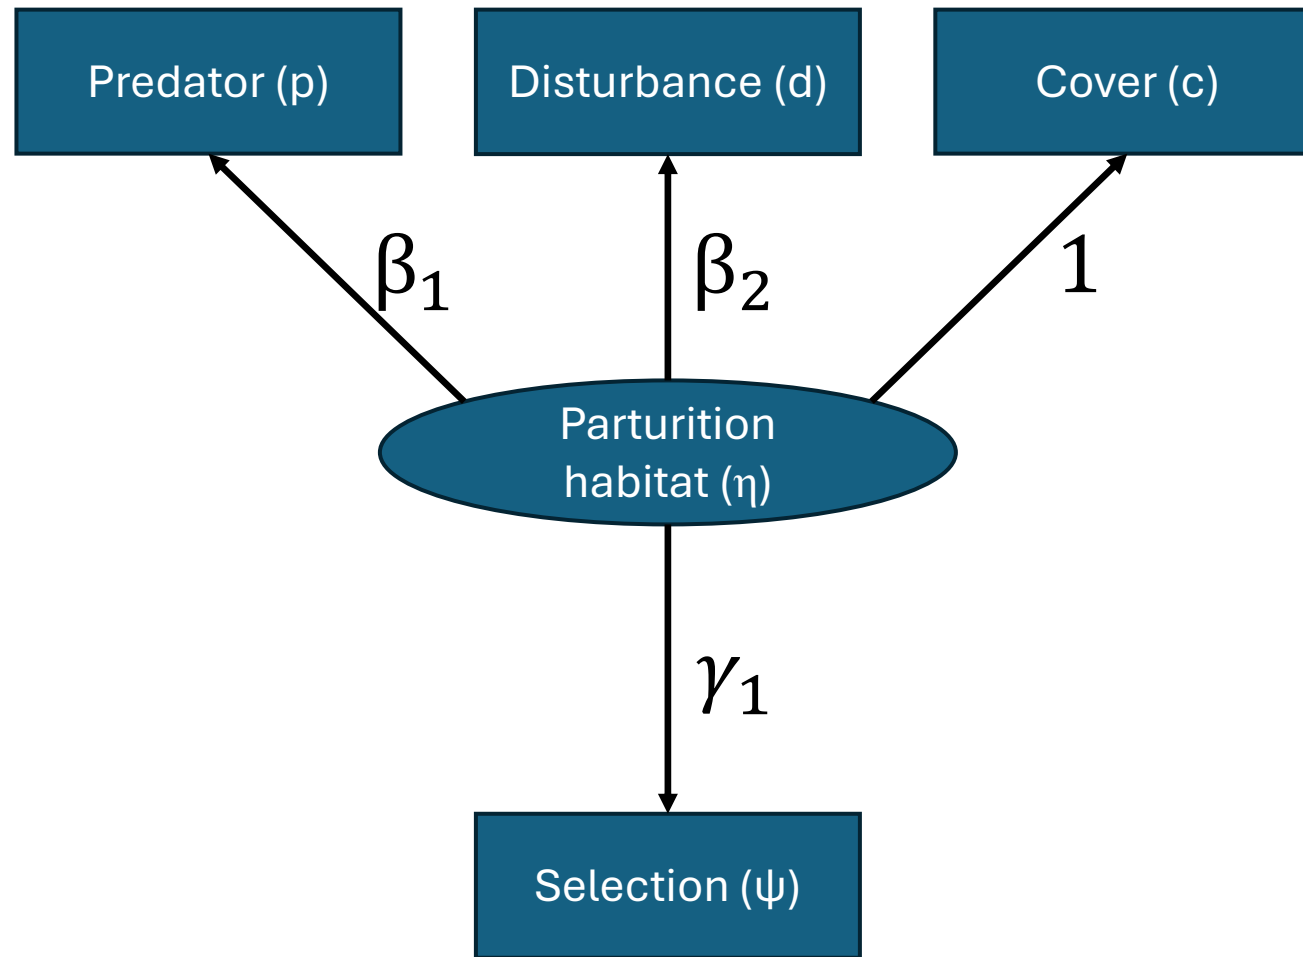 Predator (p)
Disturbance (d)
Cover (c)
β₁
β₂
1
Parturition
habitat (η)
γ₁
Selection (ψ)